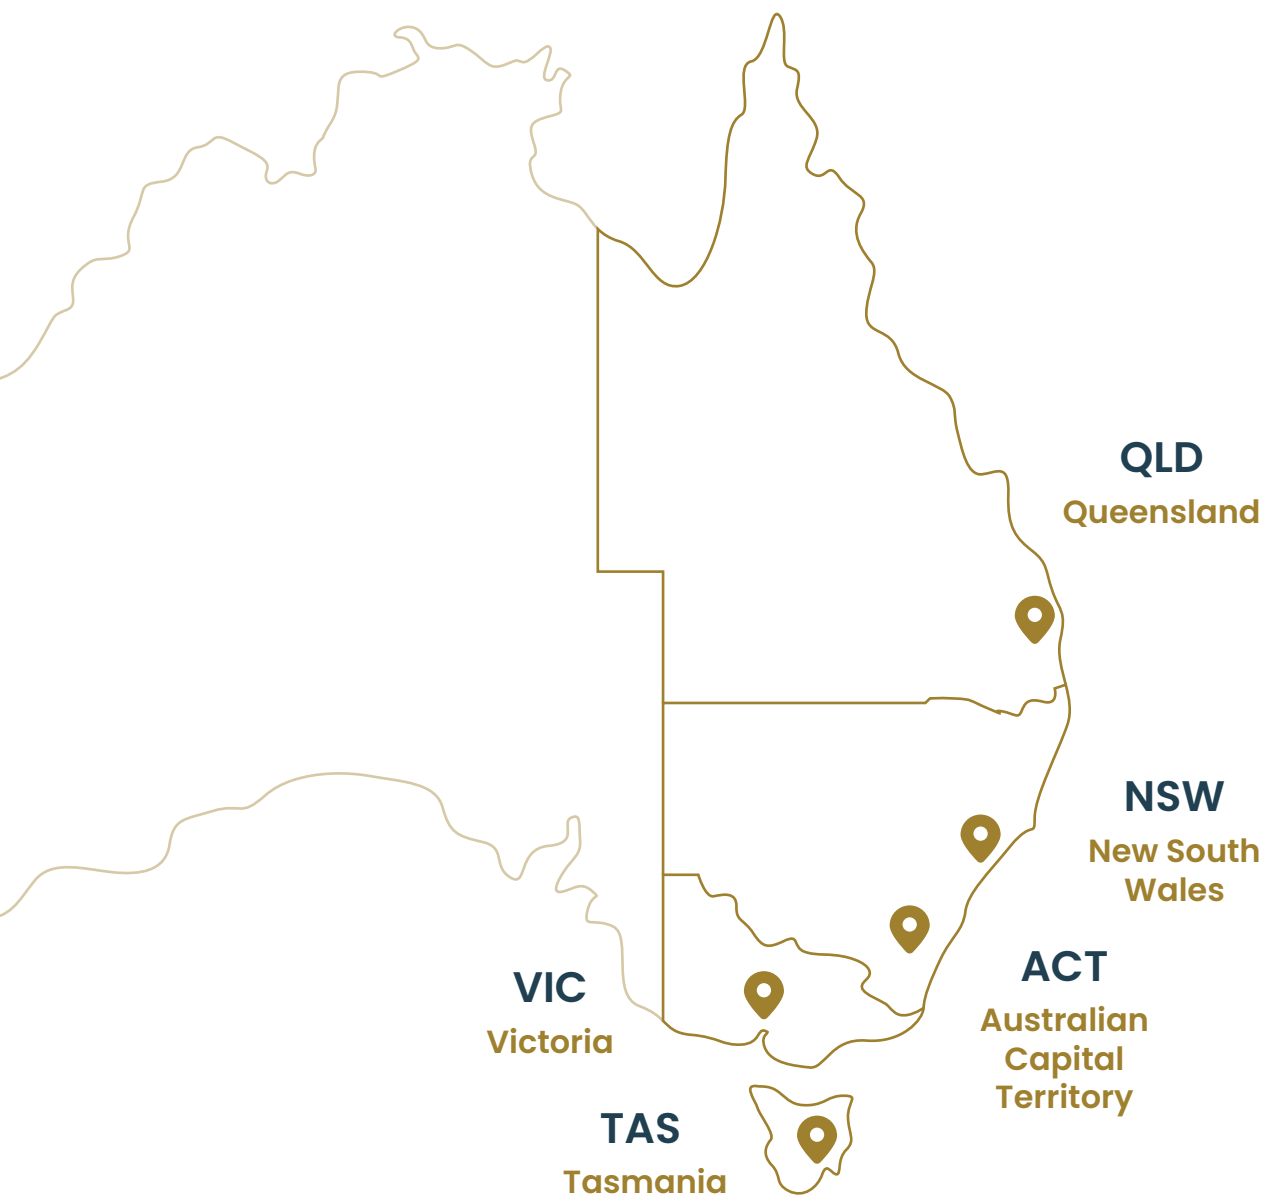 QLD
Queensland
NSW
New South
Wales
ACT
Australian
Capital
Territory
VIC
Victoria
TAS
Tasmania